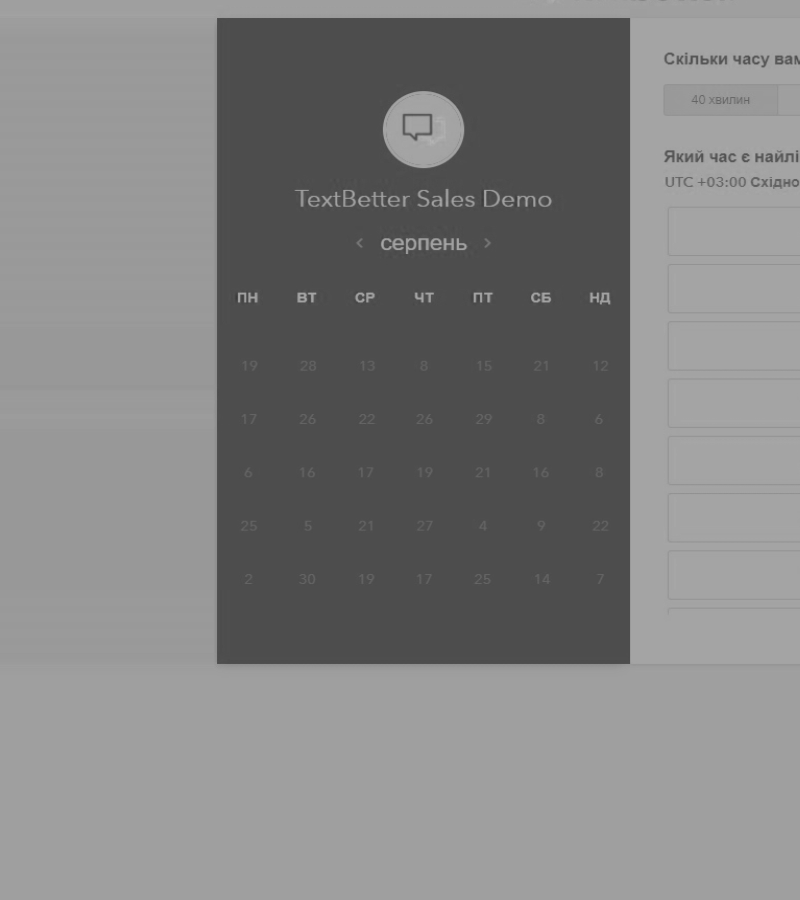 TextBetter Sales Demo
серпень
ПН ВТ СР ЧТ ПТ СБ НД
19 28 13 8 15 21 12
17 26 22 26 29 8 6
6 16 17 19 21 16 8
25 5 21 27 4 9 22
2 30 19 17 25 14 7
Скільки часу вам
40 хвилин
Який час є найлі
UTC +03:00 Східно